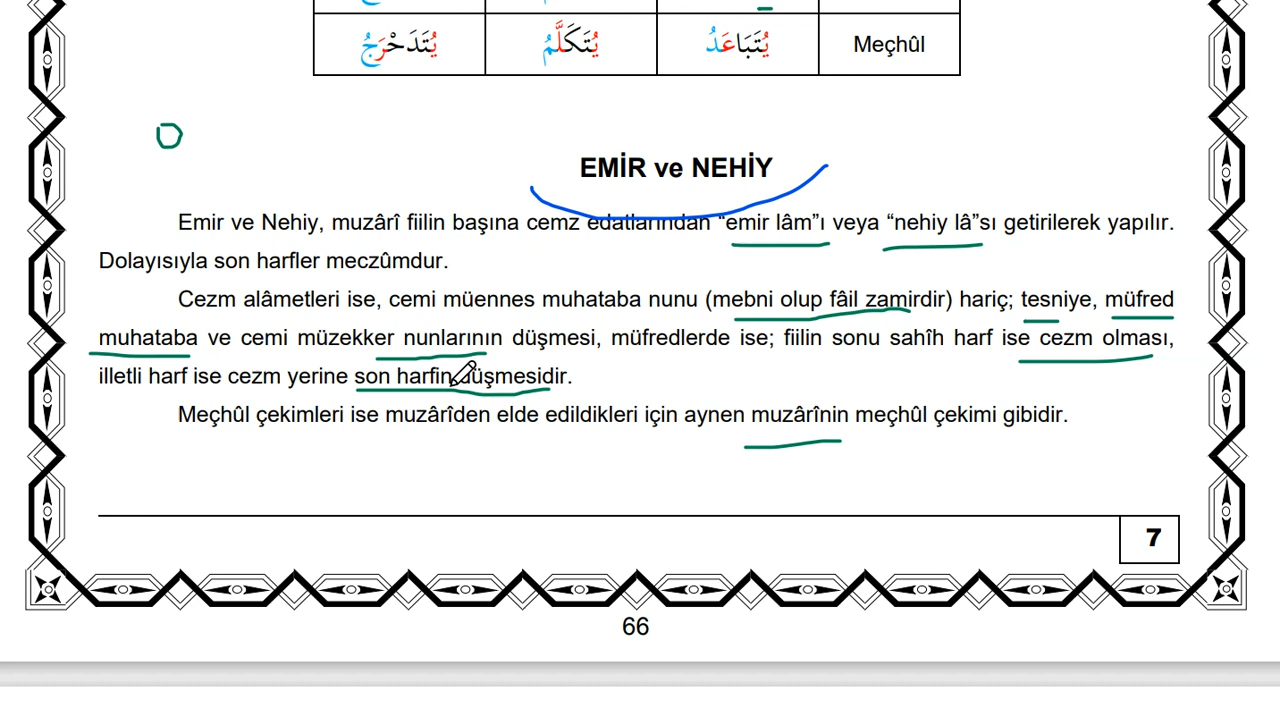 يُتَدَحْرَجُ يُتَكَلَّمُ يُتَبَاعَدُ Meçhûl
EMİR ve NEHİY
Emir ve Nehiy, muzârî fiilin başına cemz edatlarından “emir lâm”ı veya “nehiy lâ”sı getirilerek yapılır.
Dolayısıyla son harfler meczûmdur.
Cezm alâmetleri ise, cemi müennes muhataba nunu (mebni olup fâil zamirdir) hariç; tesniye, müfred
muhataba ve cemi müzekker nunlarının düşmesi, müfredlerde ise; fiilin sonu sahîh harf ise cezm olması,
illetli harf ise cezm yerine son harfin düşmesidir.
Meçhûl çekimleri ise muzârîden elde edildikleri için aynen muzârînin meçhûl çekimi gibidir.
7
66